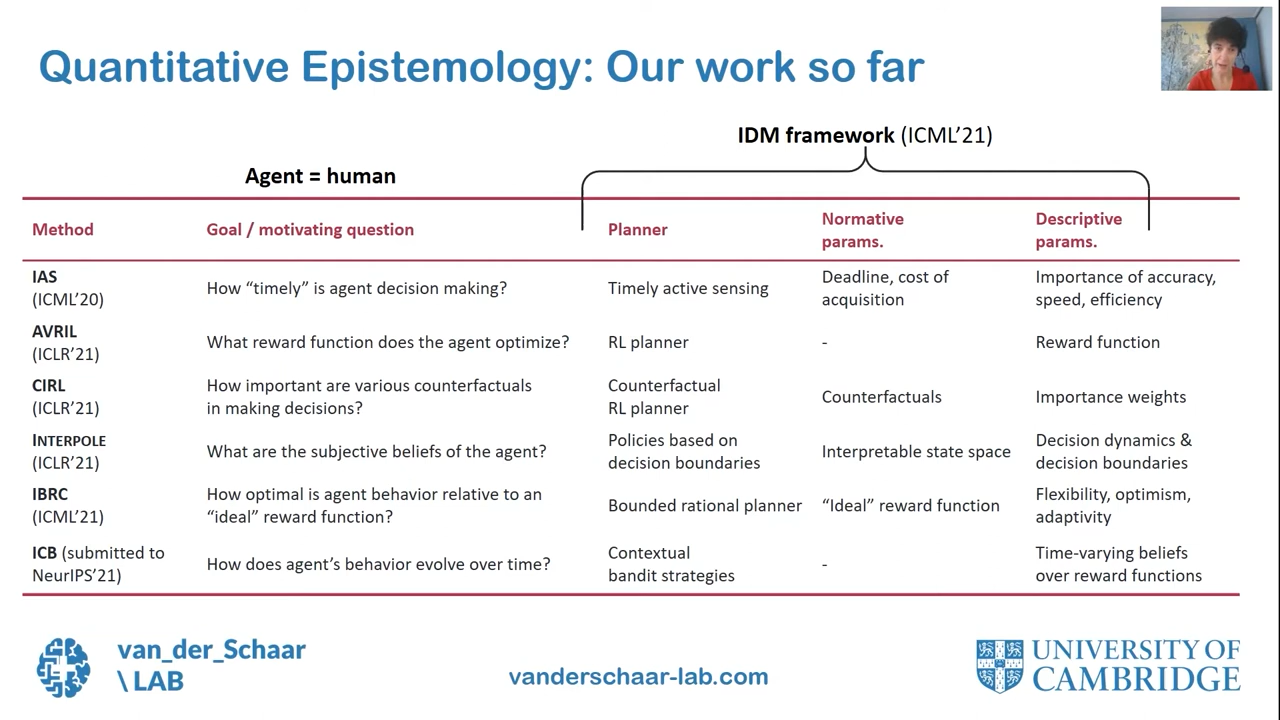 Quantitative Epistemology: Our work so far
IDM framework (ICML'21)
Agent = human
Method
Goal / motivating question
Planner
Normative
params.
Descriptive
params.
IAS
(ICML'20)
How “timely” is agent decision making?
Timely active sensing
Deadline, cost of
acquisition
Importance of accuracy,
speed, efficiency
AVRIL
(ICLR'21)
What reward function does the agent optimize?
RL planner
-
Reward function
CIRL
(ICLR'21)
How important are various counterfactuals
in making decisions?
Counterfactual
RL planner
Counterfactuals
Importance weights
INTERPOLE
(ICLR'21)
What are the subjective beliefs of the agent?
Policies based on
decision boundaries
Interpretable state space
Decision dynamics &
decision boundaries
IBRC
(ICML'21)
How optimal is agent behavior relative to an
“ideal” reward function?
Bounded rational planner
“Ideal” reward function
Flexibility, optimism,
adaptivity
ICB (submitted to
NeurIPS'21)
How does agent's behavior evolve over time?
Contextual
bandit strategies
-
Time-varying beliefs
over reward functions
van_der_Schaar
\ LAB
vanderschaar-lab.com
UNIVERSITY OF
CAMBRIDGE